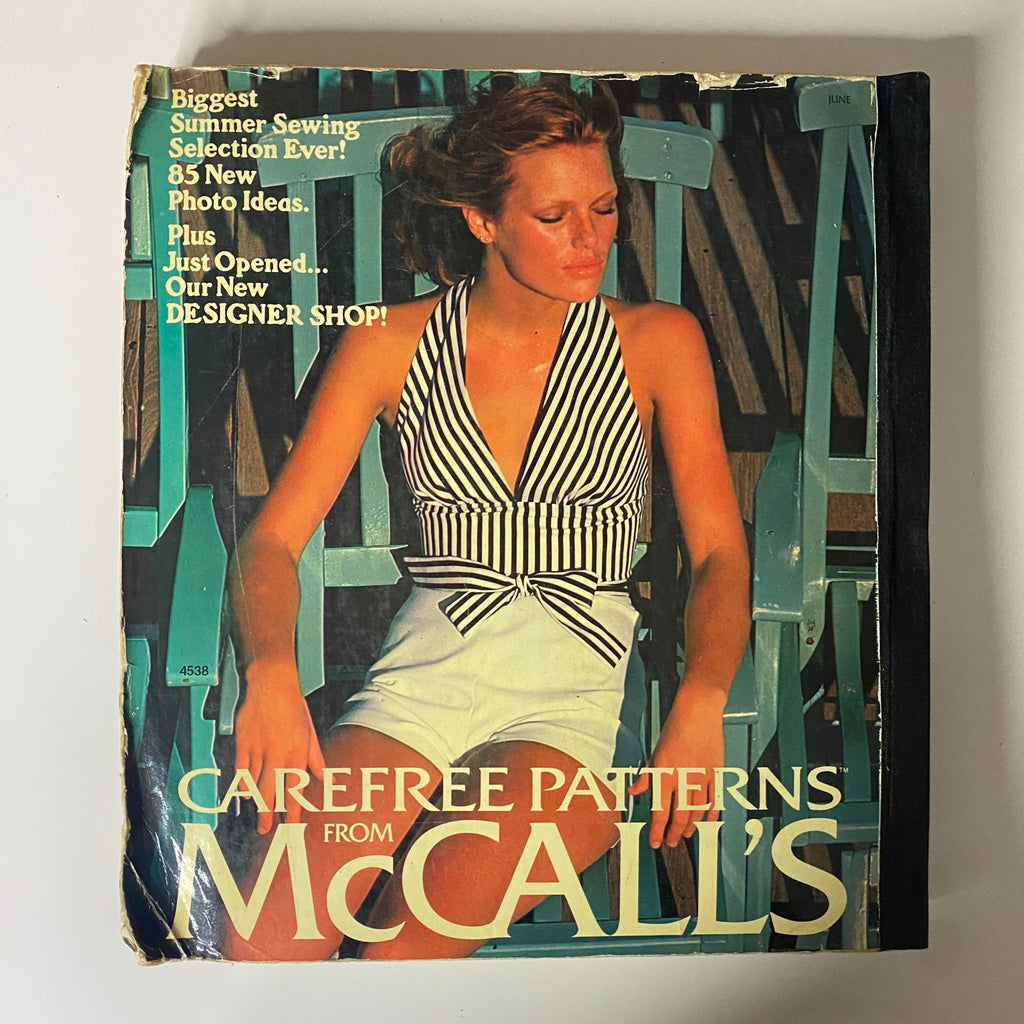 Biggest
Summer Sewing
Selection Ever!
85 New
Photo Ideas.
Plus
Just Opened...
Our New
DESIGNER SHOP!
JUNE
4538
CAREFREE PATTERNS™
FROM
McCALL'S